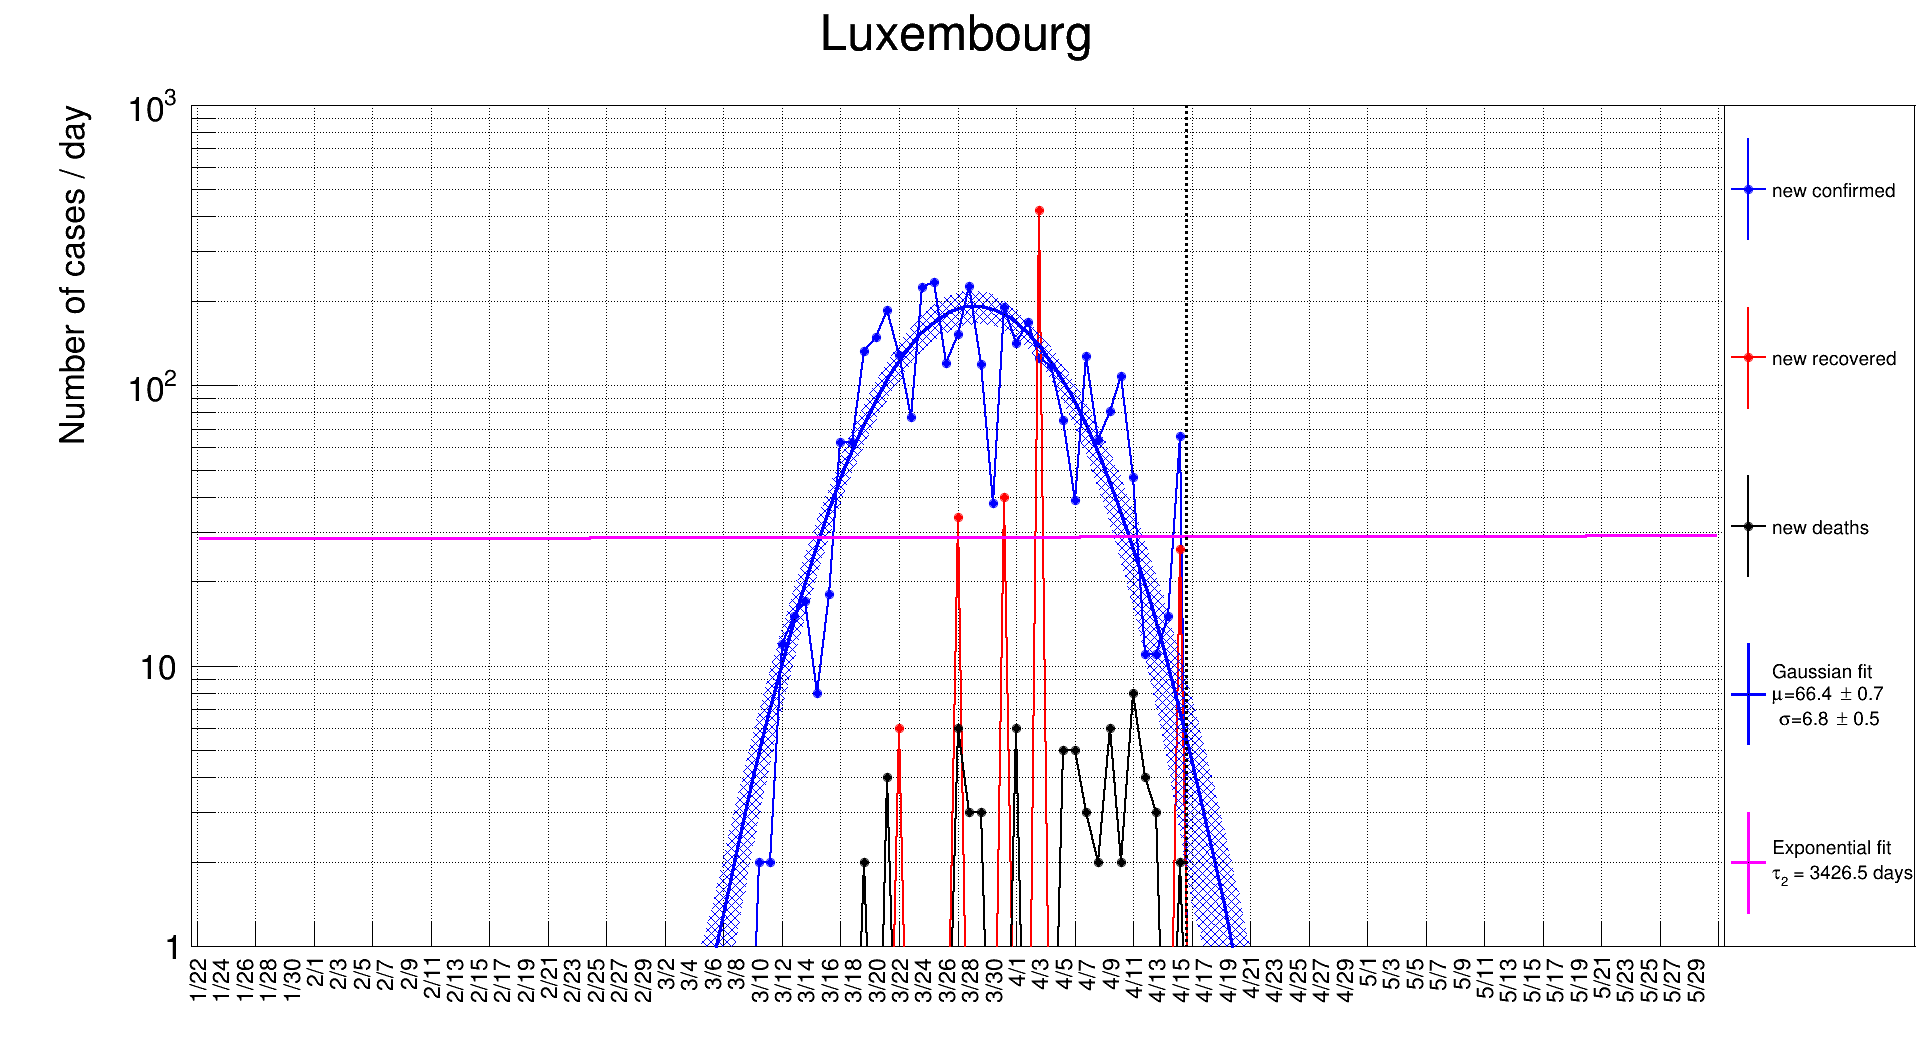 Luxembourg
Number of cases / day
10³
10²
10
1
1/22 1/24 1/26 1/28 1/30 2/1 2/3 2/5 2/7 2/9 2/11 2/13 2/15 2/17 2/19 2/21 2/23 2/25 2/27 2/29 3/2 3/4 3/6 3/8 3/10 3/12 3/14 3/16 3/18 3/20 3/22 3/24 3/26 3/28 3/30 4/1 4/3 4/5 4/7 4/9 4/11 4/13 4/15 4/17 4/19 4/21 4/23 4/25 4/27 4/29 5/1 5/3 5/5 5/7 5/9 5/11 5/13 5/15 5/17 5/19 5/21 5/23 5/25 5/27 5/29
new confirmed
new recovered
new deaths
Gaussian fit
μ=66.4 ± 0.7
σ=6.8 ± 0.5
Exponential fit
τ₂ = 3426.5 days